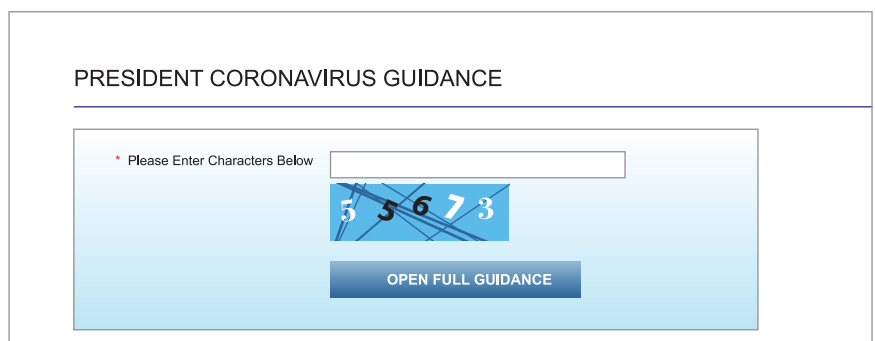 PRESIDENT CORONAVIRUS GUIDANCE
* Please Enter Characters Below
5 5 6 7 3
OPEN FULL GUIDANCE